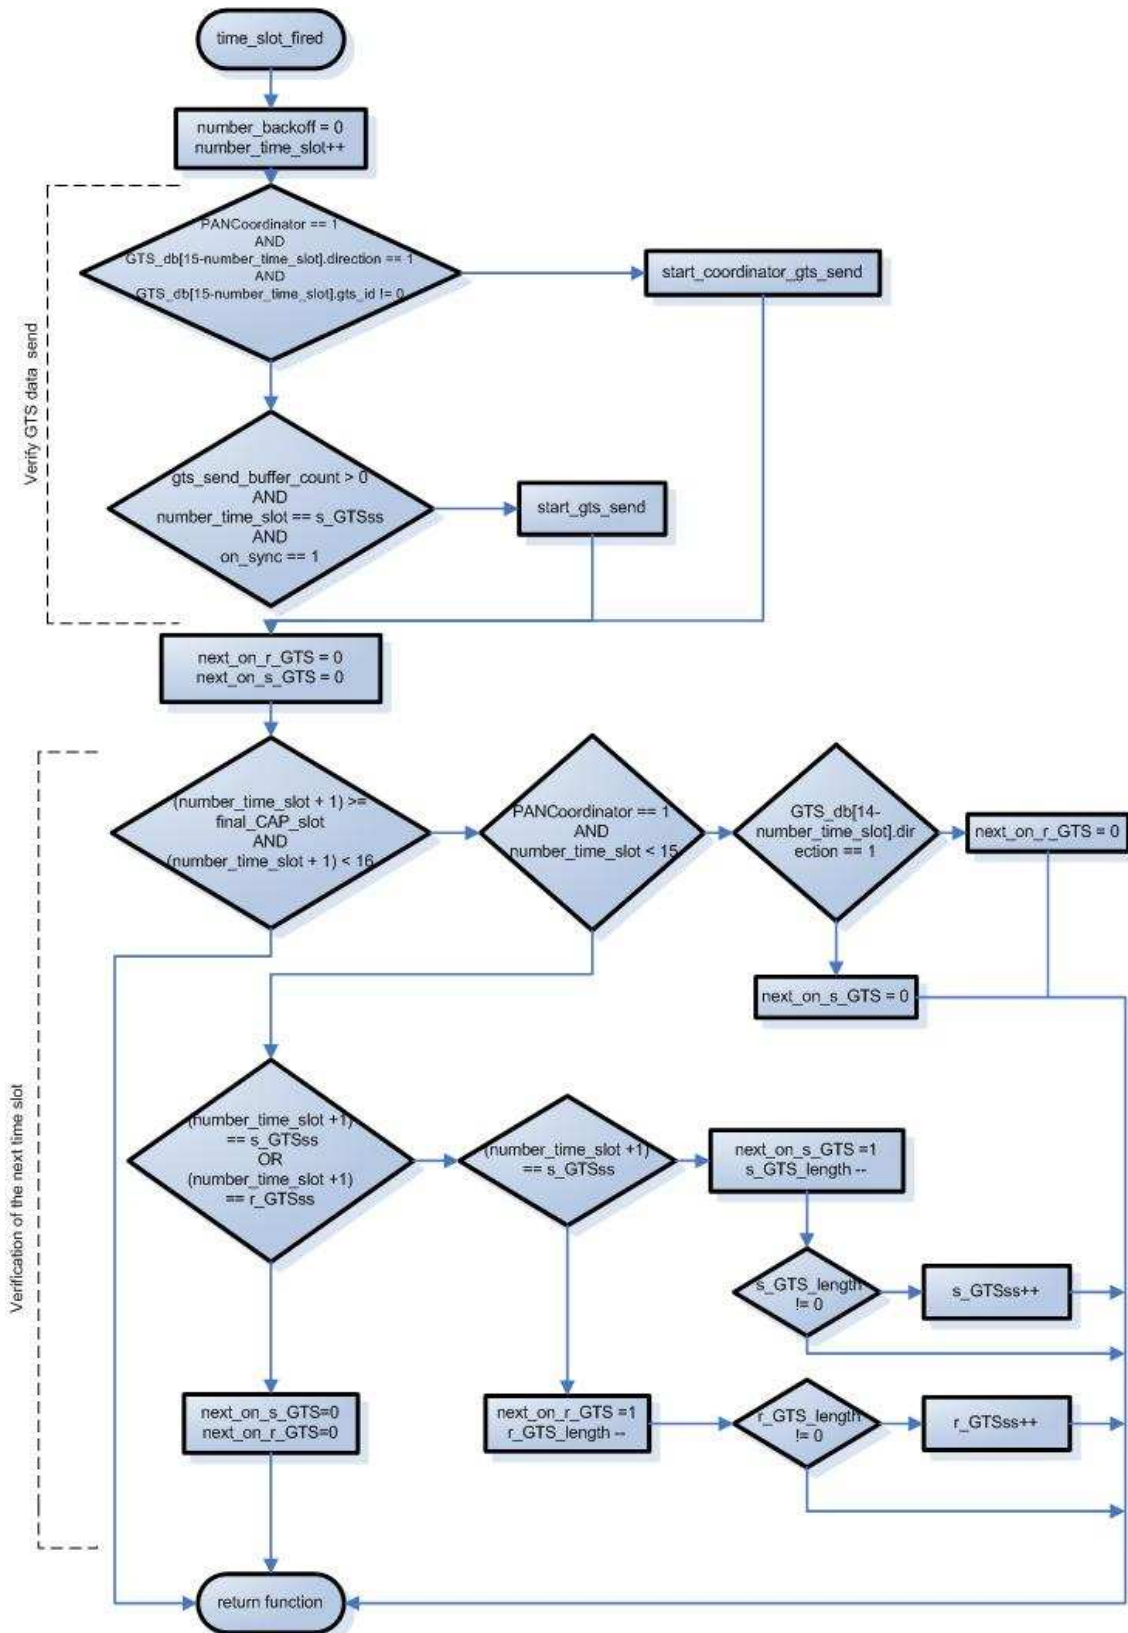 time_slot_fired
number_backoff = 0
number_time_slot++
PANCoordinator == 1
AND
GTS_db[15-number_time_slot].direction == 1
AND
GTS_db[15-number_time_slot].gts_id != 0
start_coordinator_gts_send
Verify GTS data send
gts_send_buffer_count > 0
AND
number_time_slot == s_GTSss
AND
on_sync == 1
start_gts_send
next_on_r_GTS = 0
next_on_s_GTS = 0
(number_time_slot + 1) >=
final_CAP_slot
AND
(number_time_slot + 1) < 16
PANCoordinator == 1
AND
number_time_slot < 15
GTS_db[14-
number_time_slot].dir
ection == 1
next_on_r_GTS = 0
next_on_s_GTS = 0
Verification of the next time slot
(number_time_slot +1)
== s_GTSss
OR
(number_time_slot +1)
== r_GTSss
(number_time_slot +1)
== s_GTSss
next_on_s_GTS =1
s_GTS_length --
s_GTS_length
!= 0
s_GTSss++
next_on_s_GTS=0
next_on_r_GTS=0
next_on_r_GTS =1
r_GTS_length --
r_GTS_length
!= 0
r_GTSss++
return function